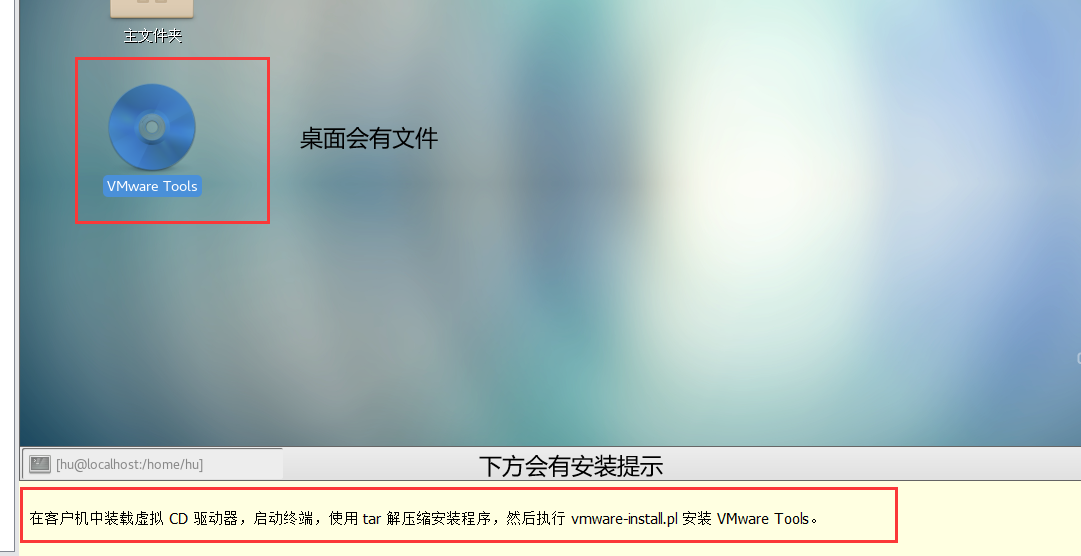 主文件夹
VMware Tools
桌面会有文件
[hu@localhost:/home/hu]
下方会有安装提示
在客户机中装载虚拟 CD 驱动器，启动终端，使用 tar 解压缩安装程序，然后执行 vmware-install.pl 安装 VMware Tools。